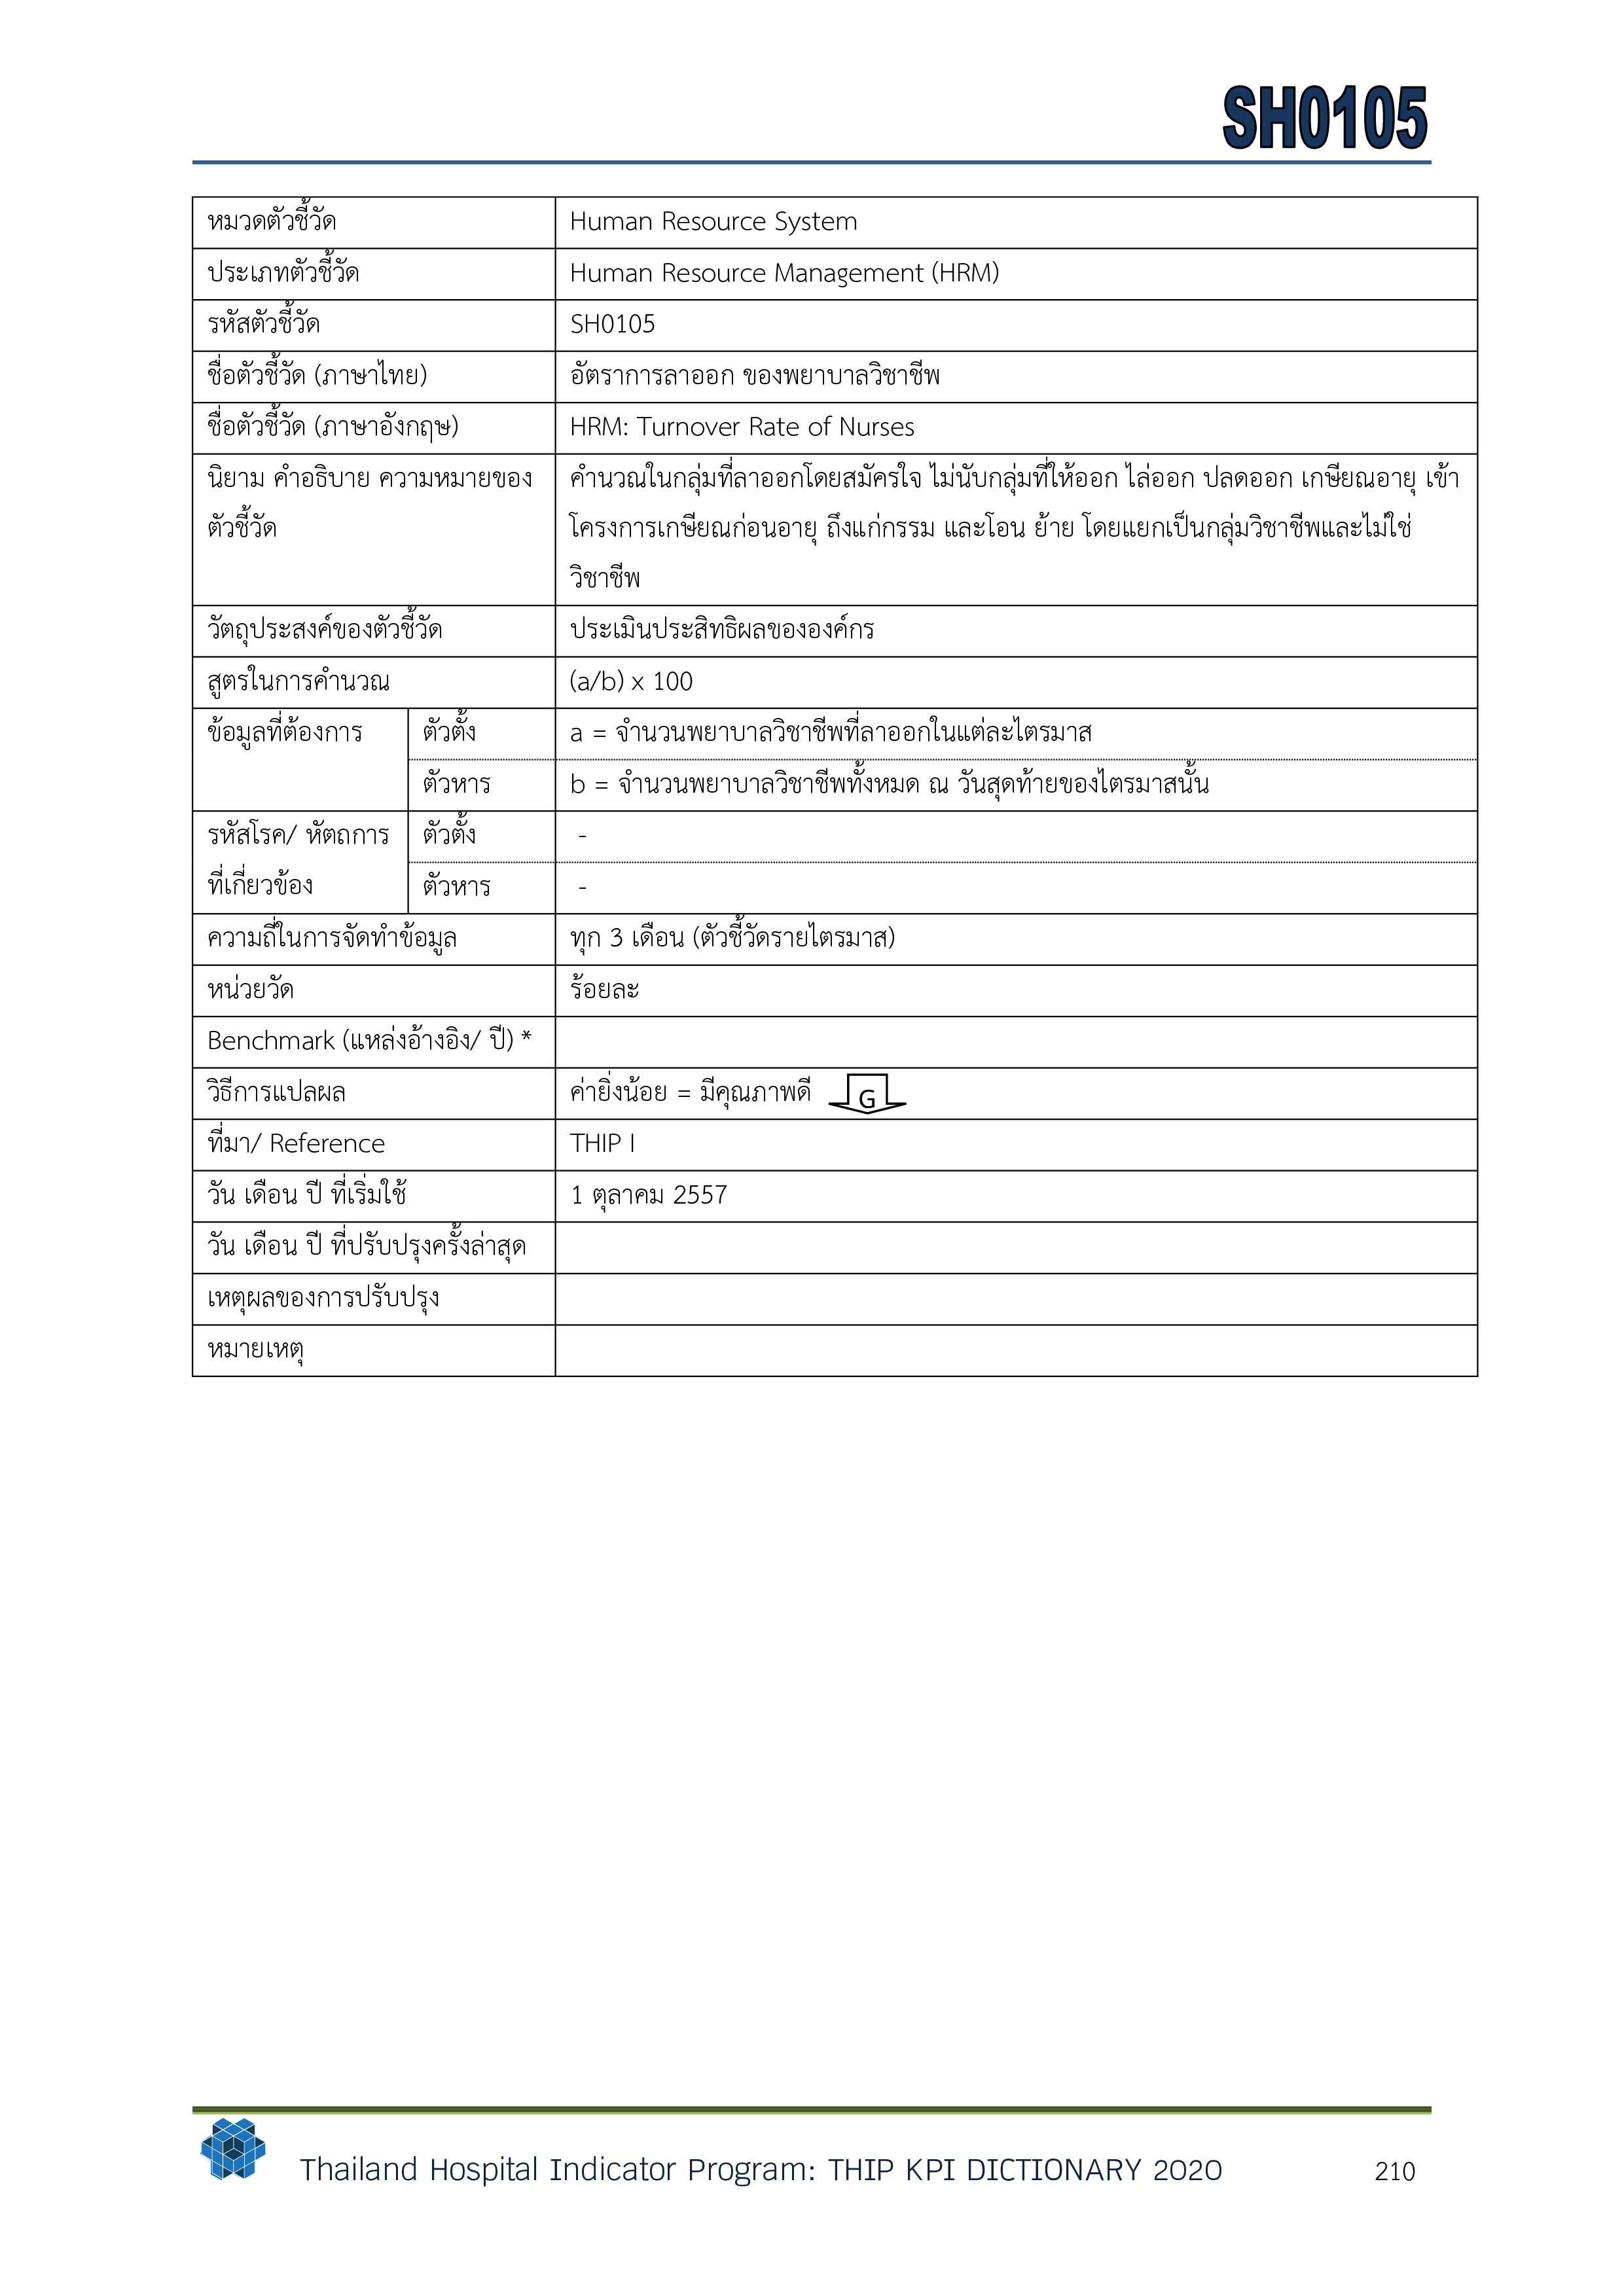 SH0105
หมวดตัวชี้วัด Human Resource System
ประเภทตัวชี้วัด Human Resource Management (HRM)
รหัสตัวชี้วัด SH0105
ชื่อตัวชี้วัด (ภาษาไทย) อัตราการลาออก ของพยาบาลวิชาชีพ
ชื่อตัวชี้วัด (ภาษาอังกฤษ) HRM: Turnover Rate of Nurses
นิยาม คำอธิบาย ความหมายของ คำนวณในกลุ่มที่ลาออกโดยสมัครใจ ไม่นับกลุ่มที่ให้ออก ไล่ออก ปลดออก เกษียณอายุ เข้า
ตัวชี้วัด โครงการเกษียณก่อนอายุ ถึงแก่กรรม และโอน ย้าย โดยแยกเป็นกลุ่มวิชาชีพและไม่ใช่
วิชาชีพ
วัตถุประสงค์ของตัวชี้วัด ประเมินประสิทธิผลขององค์กร
สูตรในการคำนวณ (a/b) x 100
ข้อมูลที่ต้องการ ตัวตั้ง a = จำนวนพยาบาลวิชาชีพที่ลาออกในแต่ละไตรมาส
ตัวหาร b = จำนวนพยาบาลวิชาชีพทั้งหมด ณ วันสุดท้ายของไตรมาสนั้น
รหัสโรค/ หัตถการ ตัวตั้ง -
ที่เกี่ยวข้อง ตัวหาร -
ความถี่ในการจัดทำข้อมูล ทุก 3 เดือน (ตัวชี้วัดรายไตรมาส)
หน่วยวัด ร้อยละ
Benchmark (แหล่งอ้างอิง/ ปี) *
วิธีการแปลผล ค่ายิ่งน้อย = มีคุณภาพดี G
ที่มา/ Reference THIP I
วัน เดือน ปี ที่เริ่มใช้ 1 ตุลาคม 2557
วัน เดือน ปี ที่ปรับปรุงครั้งล่าสุด
เหตุผลของการปรับปรุง
หมายเหตุ
Thailand Hospital Indicator Program: THIP KPI DICTIONARY 2020 210